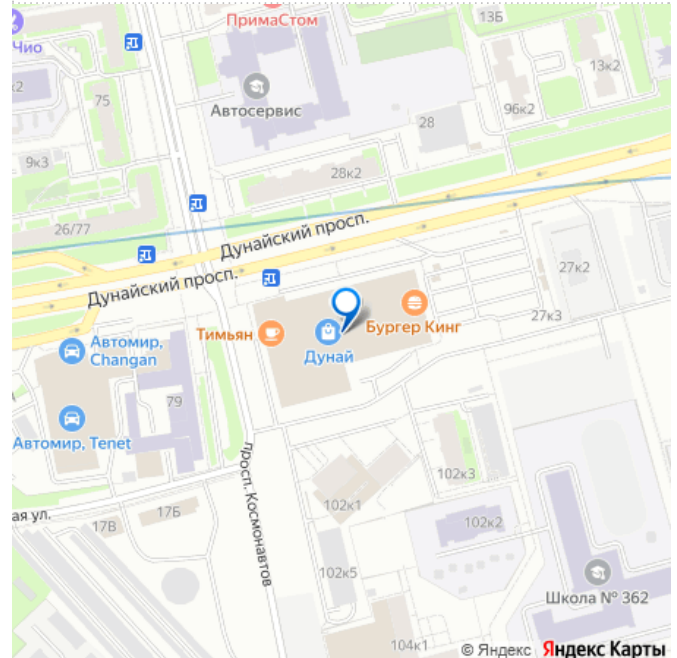 ПримаСтом
13Б
Чио
к2
13к2
75
Автосервис
96к2
28
9к3
28к2
26/77
Дунайский просп.
Дунайский просп.
27к2
27к3
Тимьян
Бургер Кинг
Дунай
Автомир,
Changan
79
Автомир, Tenet
просп. Космонавтов
102к3
ая ул.
17В
17Б
102к1
102к2
102к5
Школа № 362
104к1
© Яндекс Яндекс Карты